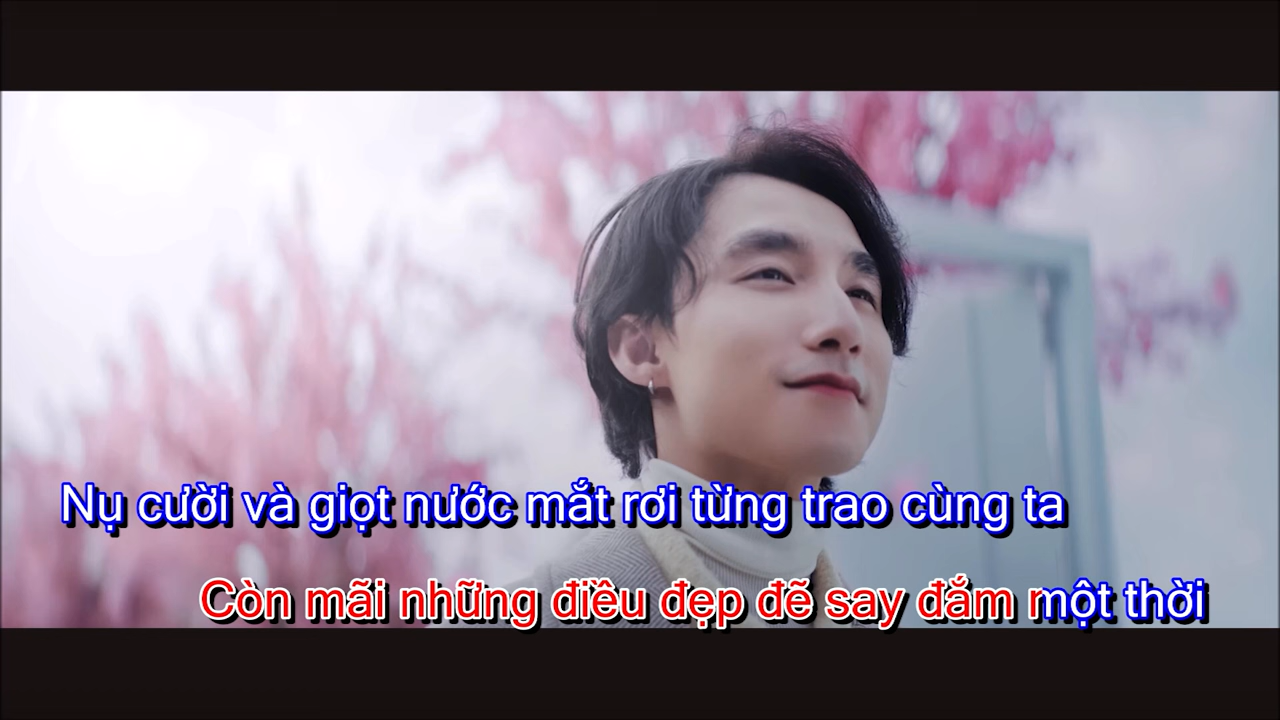 Nụ cười và giọt nước mắt rơi từng trao cùng ta
Còn mãi những điều đẹp đẽ say đắm một thời